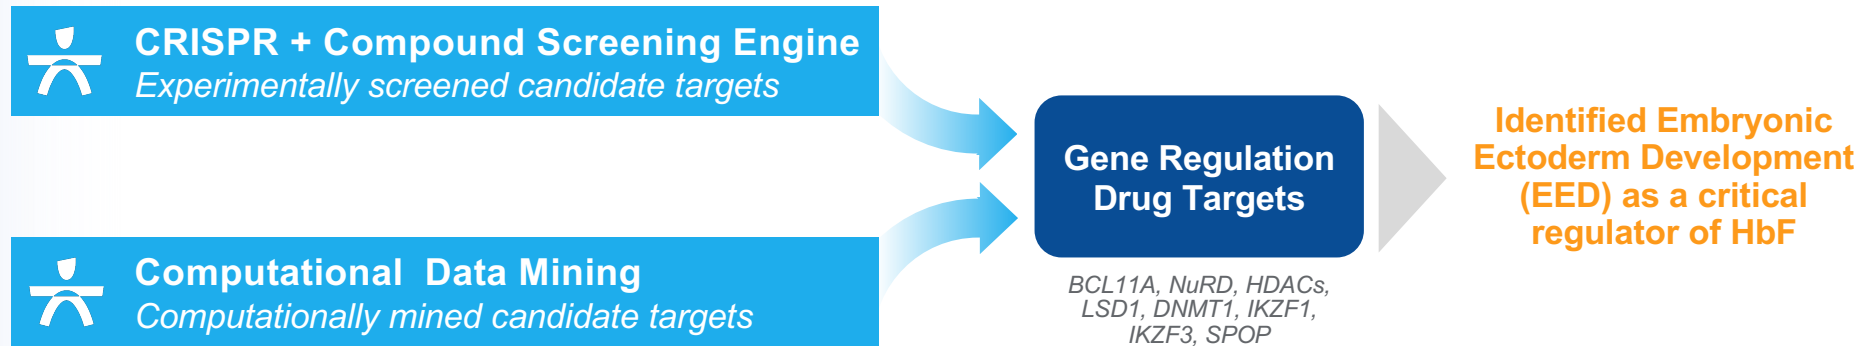 CRISPR + Compound Screening Engine
Experimentally screened candidate targets
Computational Data Mining
Computationally mined candidate targets
Gene Regulation
Drug Targets
BCL11A, NuRD, HDACs,
LSD1, DNMT1, IKZF1,
IKZF3, SPOP
Identified Embryonic
Ectoderm Development
(EED) as a critical
regulator of HbF